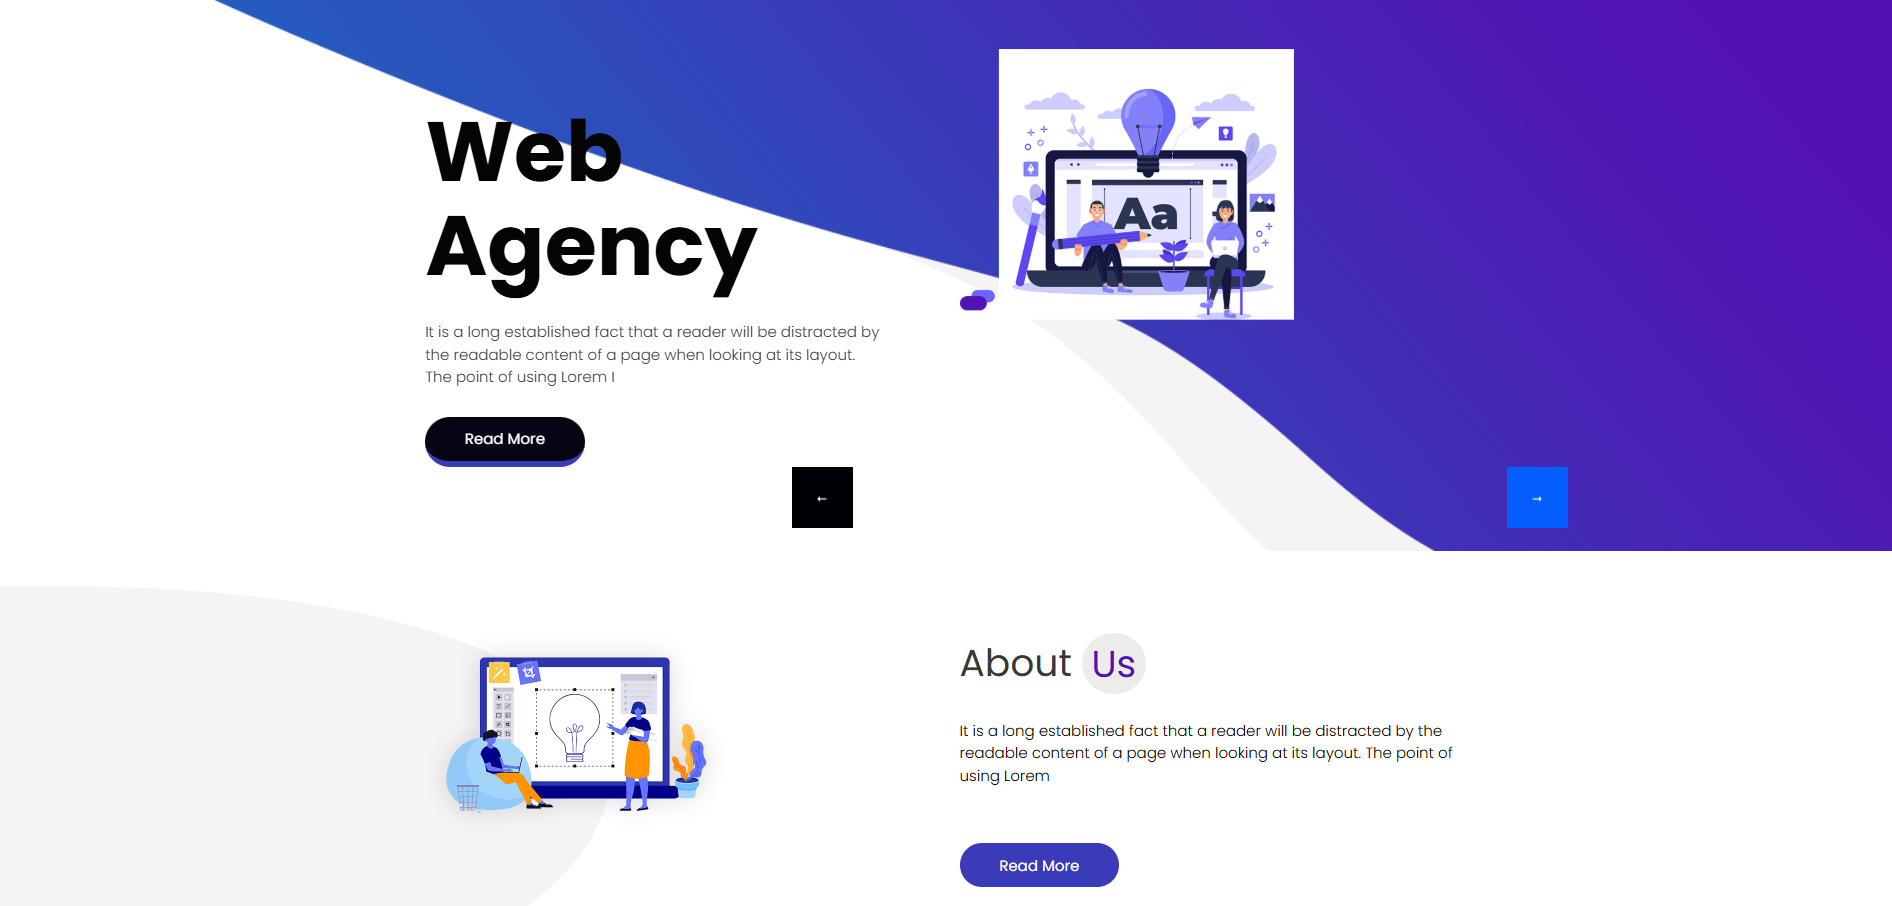 Web
Agency
Aa
It is a long established fact that a reader will be distracted by
the readable content of a page when looking at its layout.
The point of using Lorem I
Read More
←
→
About Us
It is a long established fact that a reader will be distracted by the
readable content of a page when looking at its layout. The point of
using Lorem
Read More